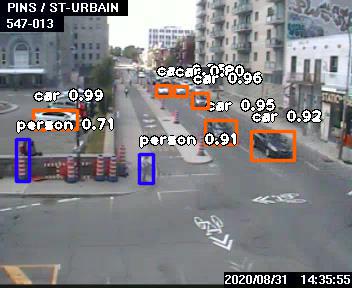 PINS / ST-URBAIN
547-013
car 0.96
car 0.99
car 0.95
car 0.92
person 0.71
person 0.91
2020/08/31 14:35:55